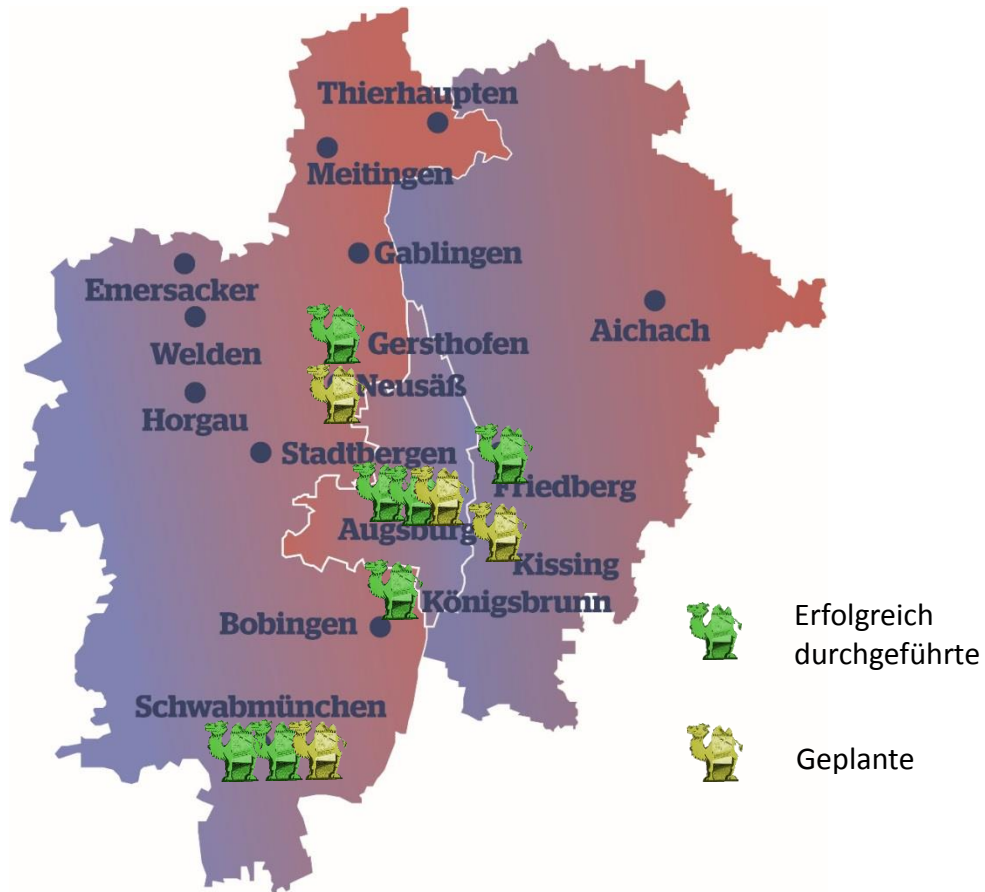 Thierhaupten
Meitingen
Gablingen
Emersacker
Aichach
Welden
Gersthofen
Neusäß
Horgau
Stadtbergen
Friedberg
Augsburg
Kissing
Königsbrunn
Bobingen
Schwabmünchen
Erfolgreich
durchgeführte
Geplante